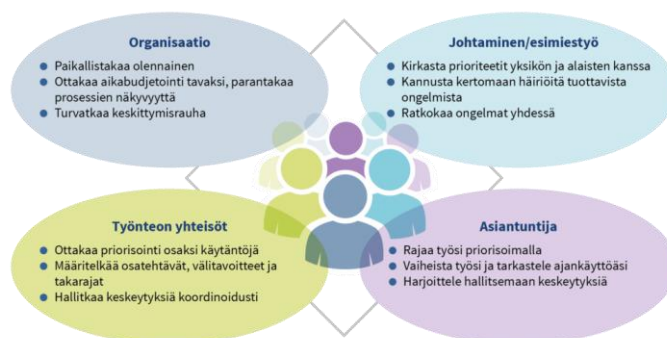 Organisaatio
Paikallistakaa olennainen
Ottakaa aikabudjetointi tavaksi, parantakaa
prosessien näkyvyyttä
Turvatkaa keskittymisrauha
Johtaminen/esimiestyö
Kirkasta prioriteetit yksikön ja alaisten kanssa
Kannusta kertomaan häiriöitä tuottavista
ongelmista
Ratkokaa ongelmat yhdessä
Työnteon yhteisöt
Ottakaa priorisointi osaksi käytäntöjä
Määritelkää osatehtävät, välitavoitteet ja
takarajat
Hallitkaa keskeytyksiä koordinoidusti
Asiantuntija
Rajaa työsi priorisoimalla
Vaiheista työsi ja tarkastele ajankäyttöäsi
Harjoittele hallitsemaan keskeytyksiä